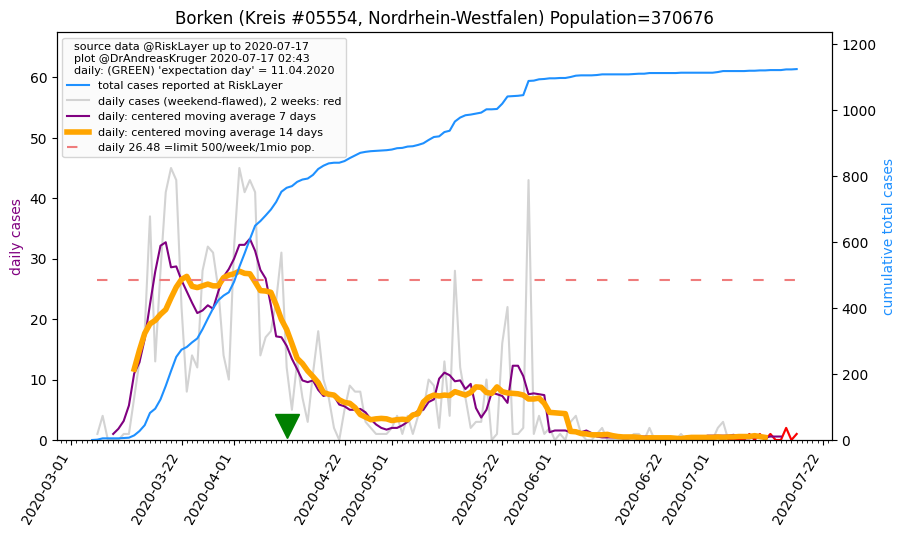 Borken (Kreis #05554, Nordrhein-Westfalen) Population=370676
source data @RiskLayer up to 2020-07-17
plot @DrAndreasKruger 2020-07-17 02:43
daily: (GREEN) 'expectation day' = 11.04.2020
total cases reported at RiskLayer
daily cases (weekend-flawed), 2 weeks: red
daily: centered moving average 7 days
daily: centered moving average 14 days
daily 26.48 =limit 500/week/1mio pop.
daily cases
60
50
40
30
20
10
0
1200
1000
800
600
400
200
0
cumulative total cases
2020-03-01
2020-03-22
2020-04-01
2020-04-22
2020-05-01
2020-05-22
2020-06-01
2020-06-22
2020-07-01
2020-07-22